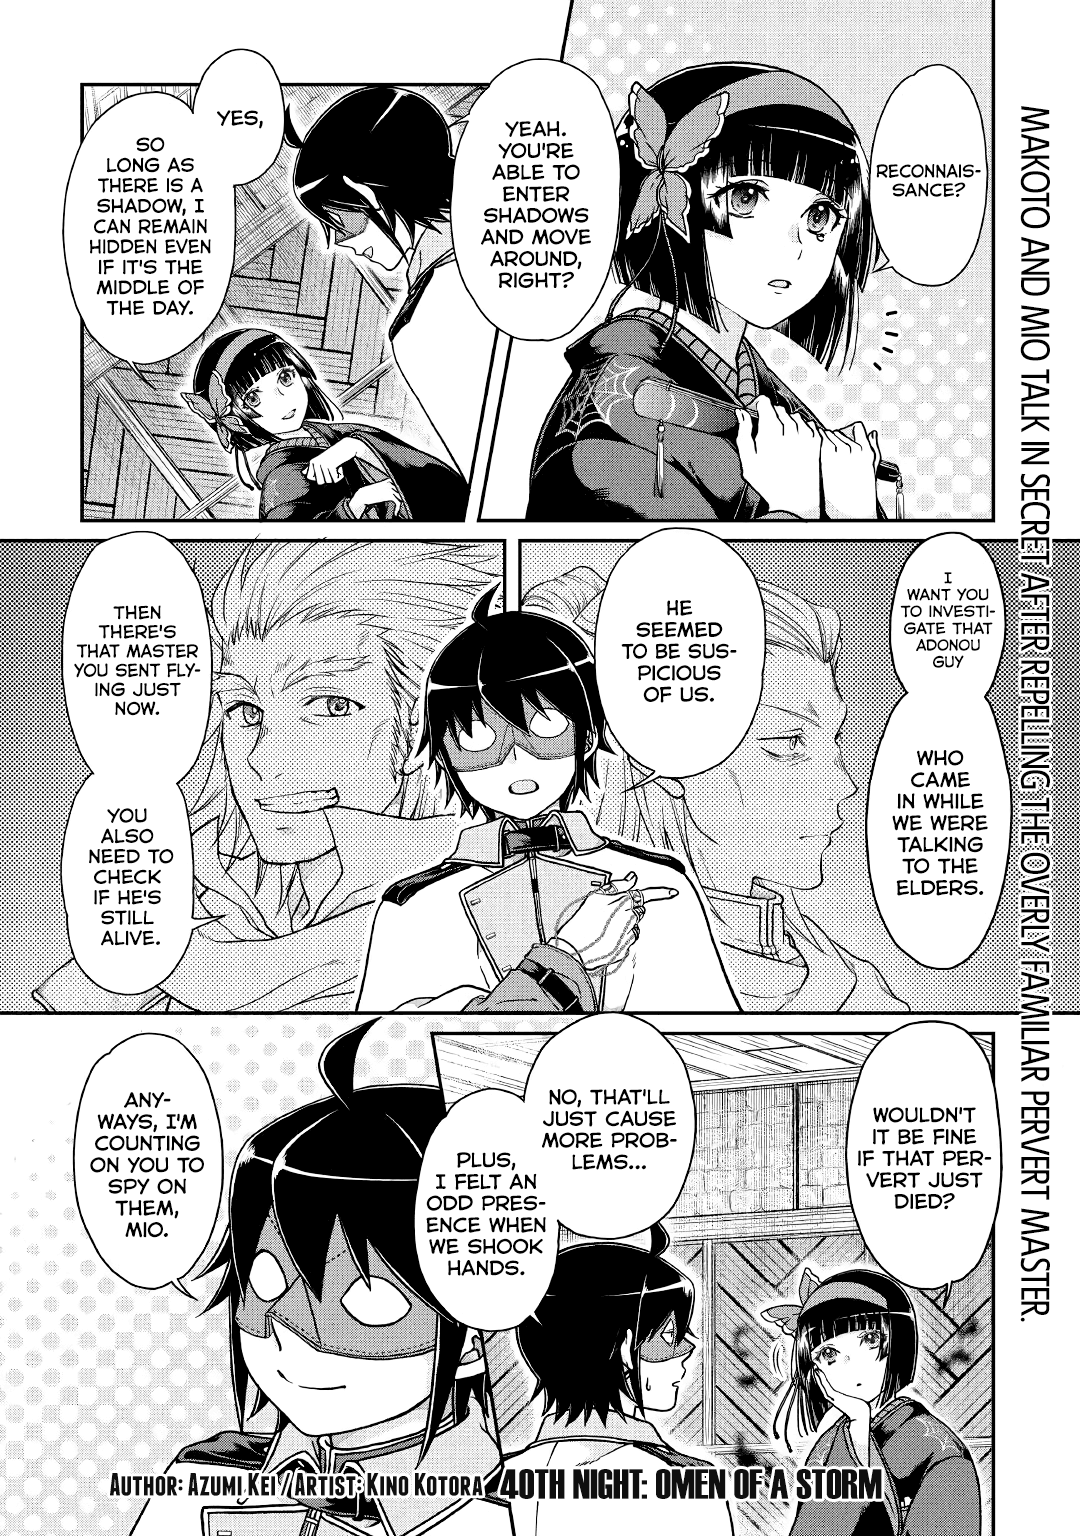 MAKOTO AND MIO TALK IN SECRET AFTER REPELLING THE OVERLY FAMILIAR PERVERT MASTER.
RECONNAIS-
SANCE?
YEAH.
YOU'RE
ABLE TO
ENTER
SHADOWS
AND MOVE
AROUND,
RIGHT?
YES,
SO
LONG AS
THERE IS A
SHADOW, I
CAN REMAIN
HIDDEN EVEN
IF IT'S THE
MIDDLE OF
THE DAY.
I
WANT YOU
TO INVESTI-
GATE THAT
ADONOU
GUY
WHO
CAME
IN WHILE
WE WERE
TALKING
TO THE
ELDERS.
HE
SEEMED
TO BE SUS-
PICIOUS
OF US.
THEN
THERE'S
THAT MASTER
YOU SENT FLY-
ING JUST
NOW.
YOU
ALSO
NEED TO
CHECK
IF HE'S
STILL
ALIVE.
WOULDN'T
IT BE FINE
IF THAT PER-
VERT JUST
DIED?
NO, THAT'LL
JUST CAUSE
MORE PROB-
LEMS...
PLUS,
I FELT AN
ODD PRES-
ENCE WHEN
WE SHOOK
HANDS.
ANY-
WAYS, I'M
COUNTING
ON YOU TO
SPY ON
THEM,
MIO.
AUTHOR: AZUMI KEI / ARTIST: KINO KOTORA 40TH NIGHT: OMEN OF A STORM